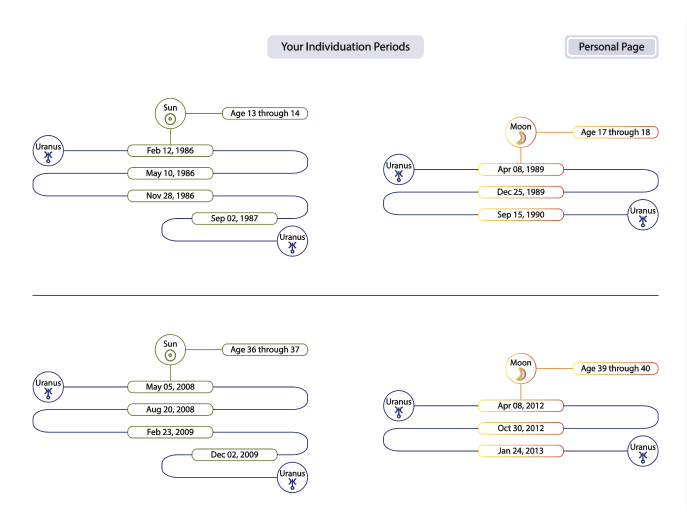 Your Individuation Periods
Personal Page
Sun
Age 13 through 14
Uranus
Feb 12, 1986
May 10, 1986
Nov 28, 1986
Sep 02, 1987
Uranus
Moon
Age 17 through 18
Uranus
Apr 08, 1989
Dec 25, 1989
Sep 15, 1990
Uranus
Sun
Age 36 through 37
Uranus
May 05, 2008
Aug 20, 2008
Feb 23, 2009
Dec 02, 2009
Uranus
Moon
Age 39 through 40
Uranus
Apr 08, 2012
Oct 30, 2012
Jan 24, 2013
Uranus